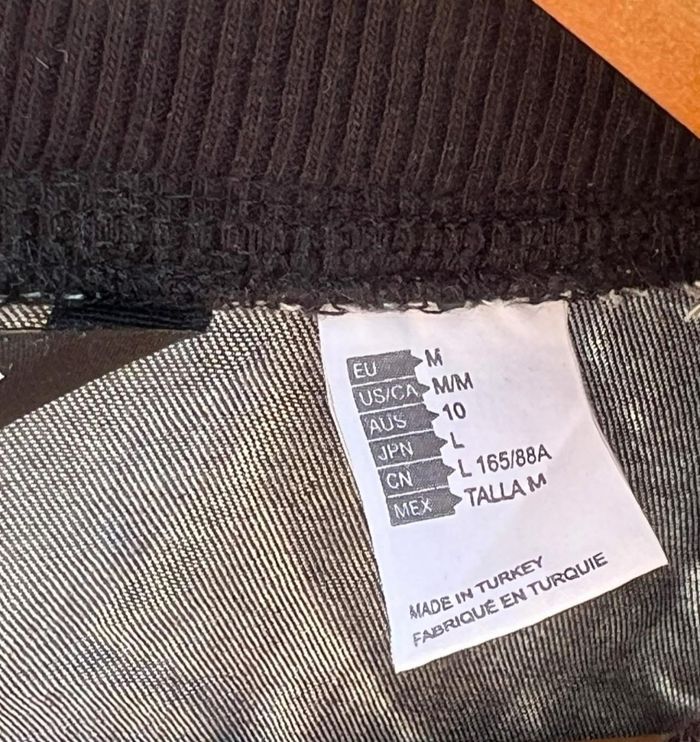 EU M
US/CA M/M
AUS 10
JPN L
CN L 165/88A
MEX TALLA M
MADE IN TURKEY
FABRIQUÉ EN TURQUIE